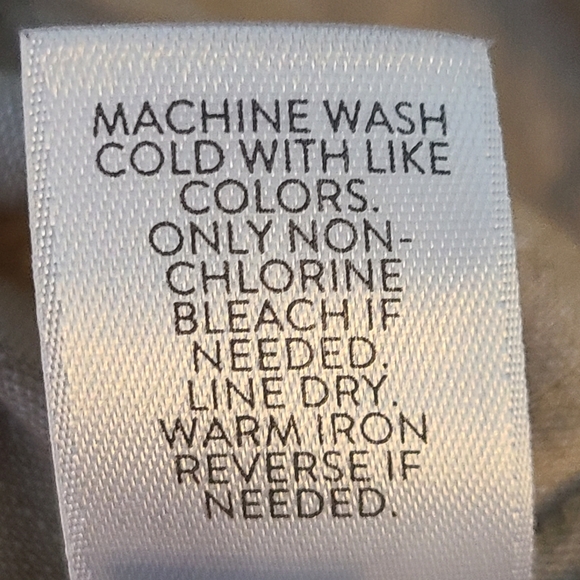 MACHINE WASH
COLD WITH LIKE
COLORS.
ONLY NON-
CHLORINE
BLEACH IF
NEEDED.
LINE DRY.
WARM IRON
REVERSE IF
NEEDED.